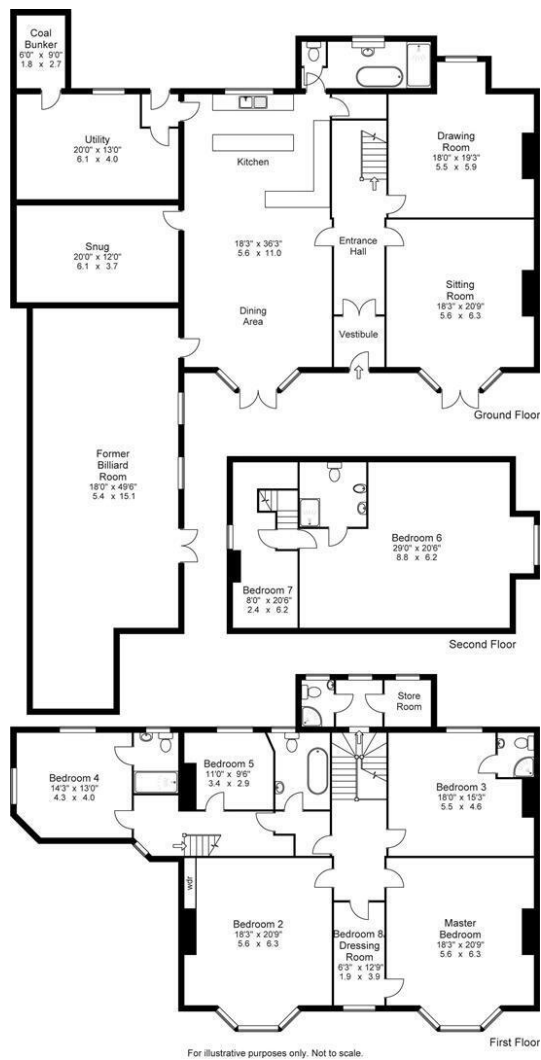 Coal
Bunker
6'0" x 9'0"
1.8 x 2.7
Utility
20'0" x 13'0"
6.1 x 4.0
Kitchen
Drawing
Room
18'0" x 19'3"
5.5 x 5.9
Snug
20'0" x 12'0"
6.1 x 3.7
18'3" x 36'3"
5.6 x 11.0
Entrance
Hall
Sitting
Room
18'3" x 20'9"
5.6 x 6.3
Dining
Area
Vestibule
Ground Floor
Former
Billiard
Room
18'0" x 49'6"
5.4 x 15.1
Bedroom 6
29'0" x 20'6"
8.8 x 6.2
Bedroom 7
8'0" x 20'6"
2.4 x 6.2
Second Floor
Store
Room
Bedroom 4
14'3" x 13'0"
4.3 x 4.0
Bedroom 5
11'0" x 9'6"
3.4 x 2.9
Bedroom 3
18'0" x 15'3"
5.5 x 4.6
wdr
Bedroom 2
18'3" x 20'9"
5.6 x 6.3
Bedroom 8
Dressing
Room
6'3" x 12'9"
1.9 x 3.9
Master
Bedroom
18'3" x 20'9"
5.6 x 6.3
First Floor
For illustrative purposes only. Not to scale.